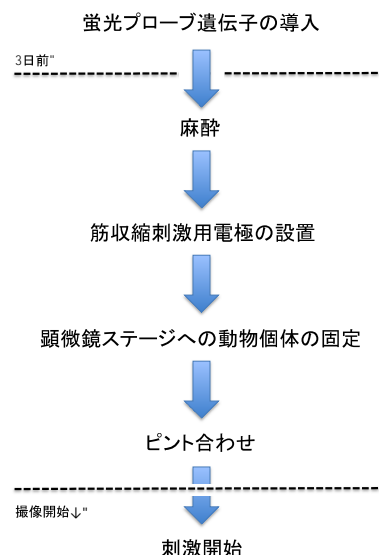 蛍光プローブ遺伝子の導入
3日前"
麻酔
筋収縮刺激用電極の設置
顕微鏡ステージへの動物個体の固定
ピント合わせ
撮像開始↓"
刺激開始